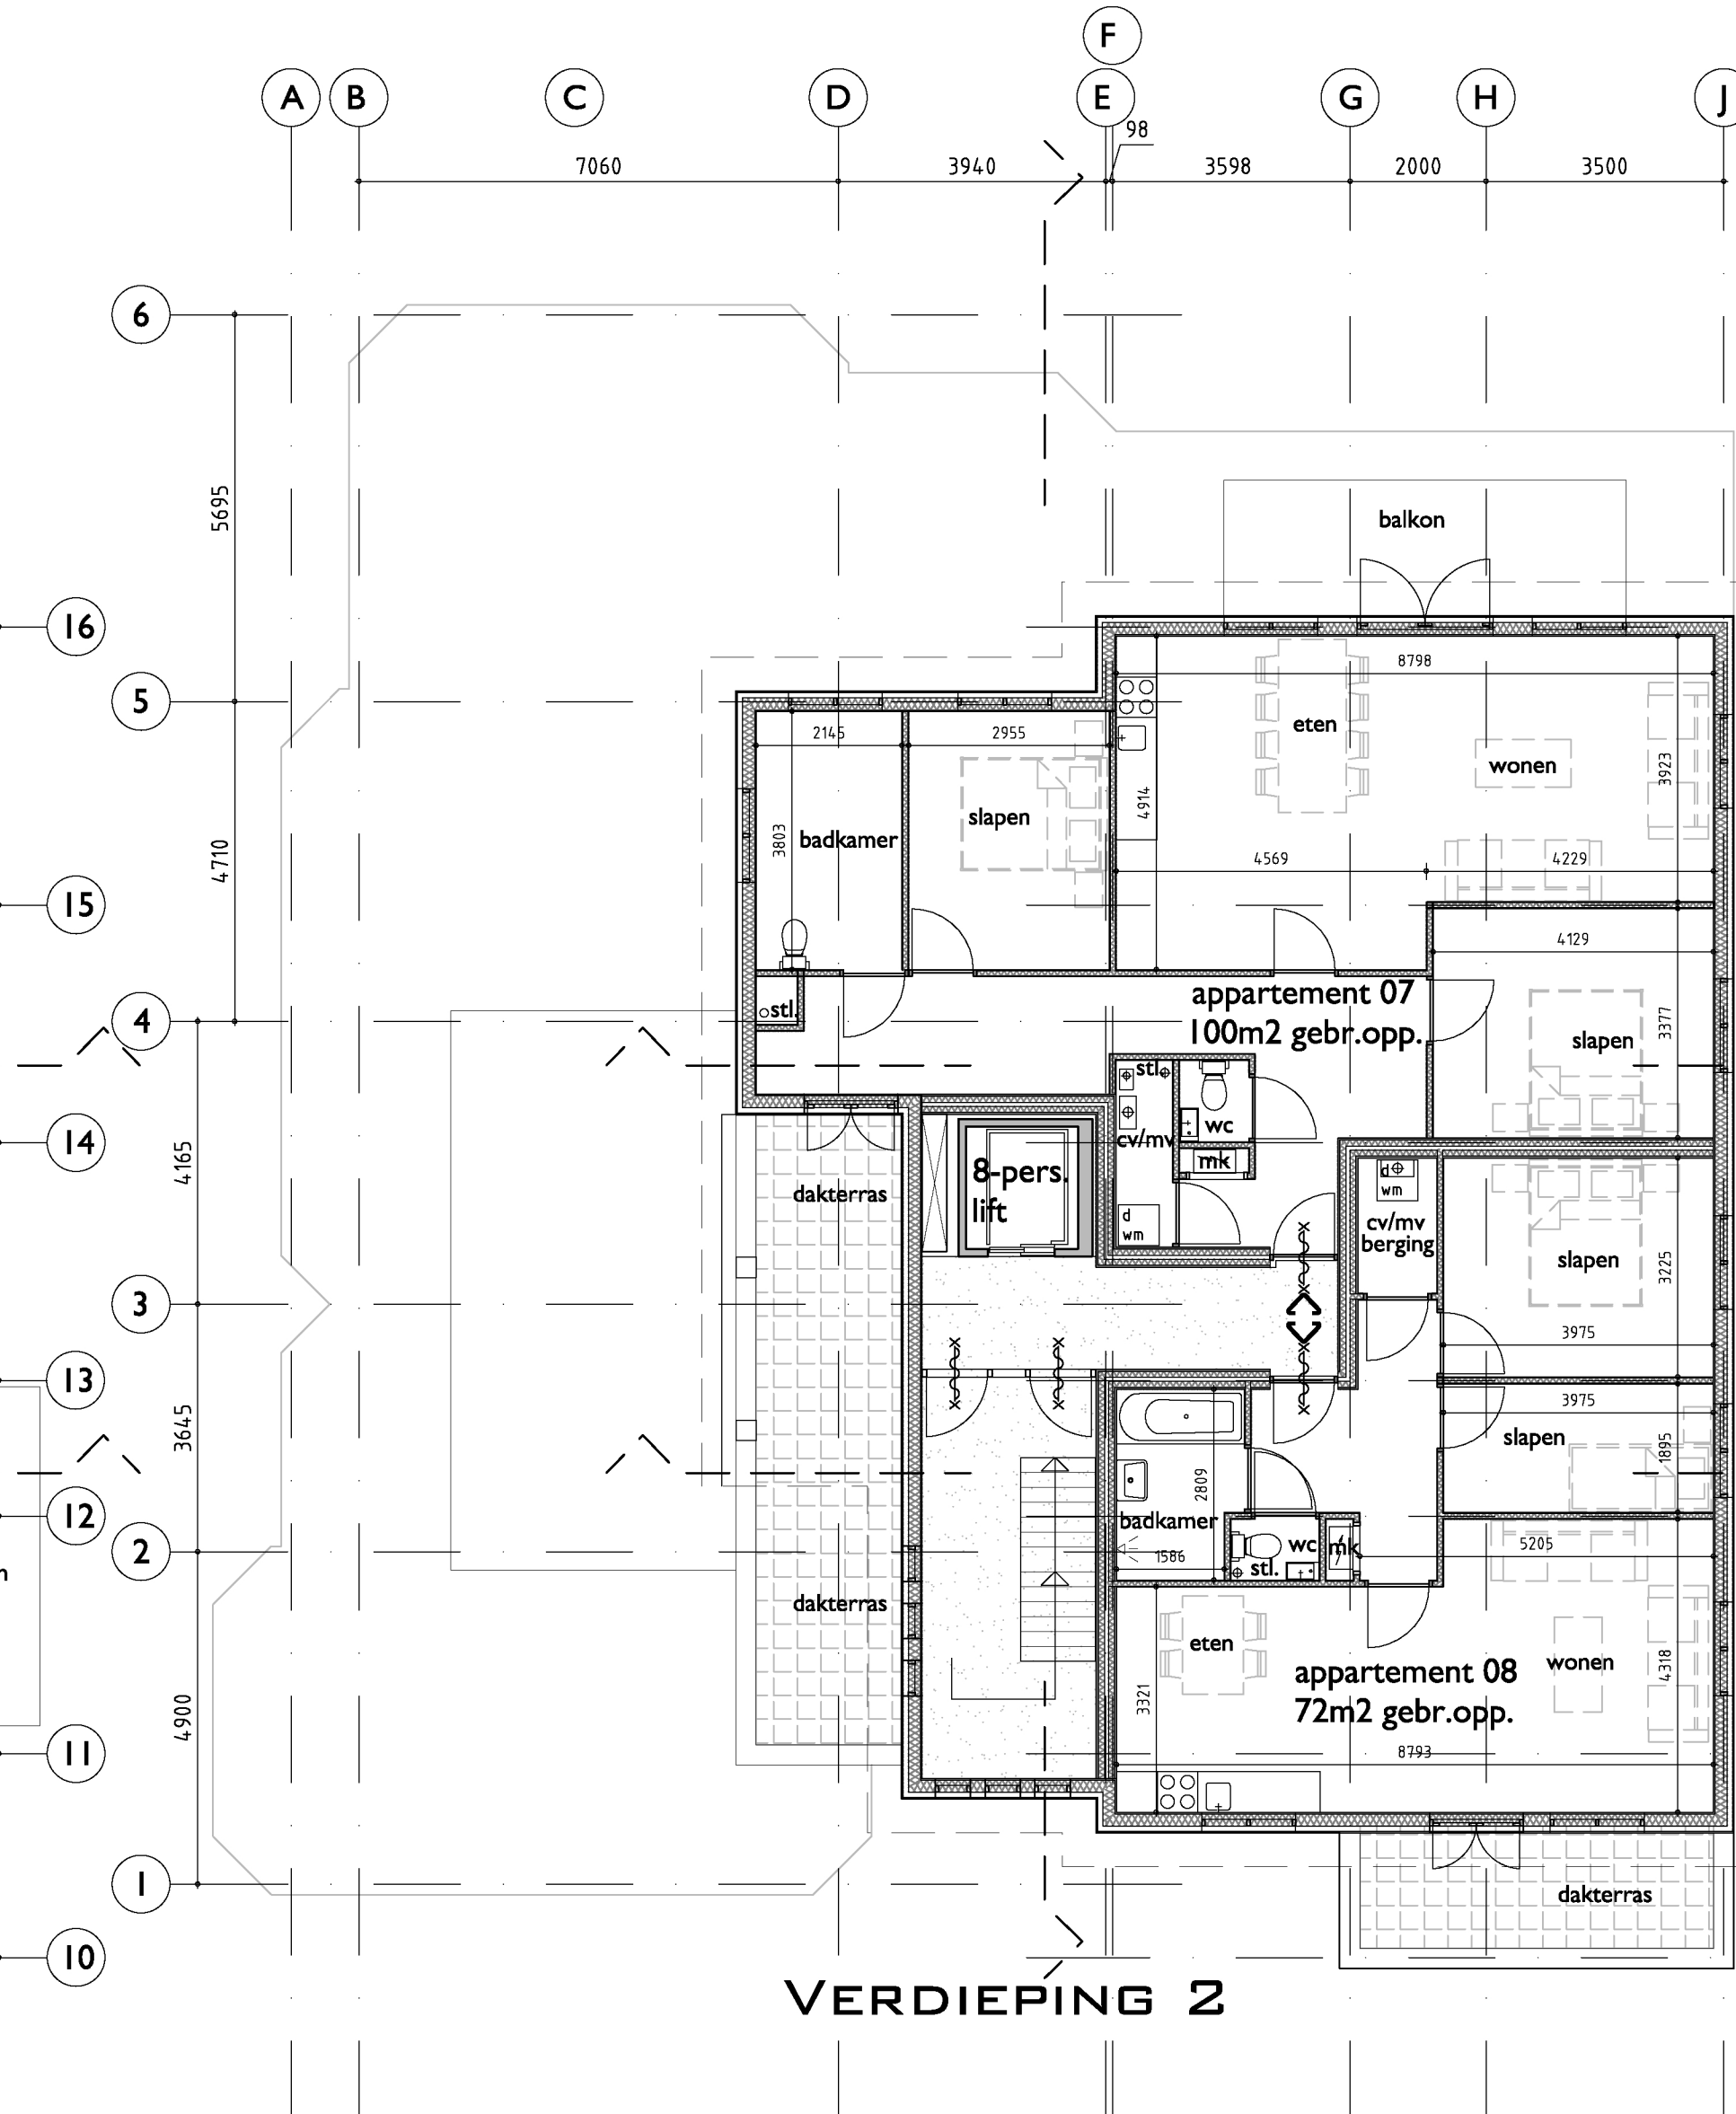 F
A
B
C
D
E
G
H
J
98
7060
3940
3598
2000
3500
6
5695
balkon
16
8798
5
2145
2955
eten
wonen
3923
4914
slapen
3803
badkamer
4710
4569
4229
15
4129
appartement 07
100m2 gebr.opp.
stl.
4
slapen
3377
stl.
wc
cv/mv
14
mk
4165
8-pers.
lift
dakterras
d
wm
d
wm
cv/mv
berging
slapen
3225
3
3975
13
3975
slapen
1895
3645
2809
12
badkamer
2
1586
stl.
wc
mk
5205
n
dakterras
eten
wonen
appartement 08
72m2 gebr.opp.
4318
3321
4900
11
8793
1
dakterras
10
VERDIEPING 2